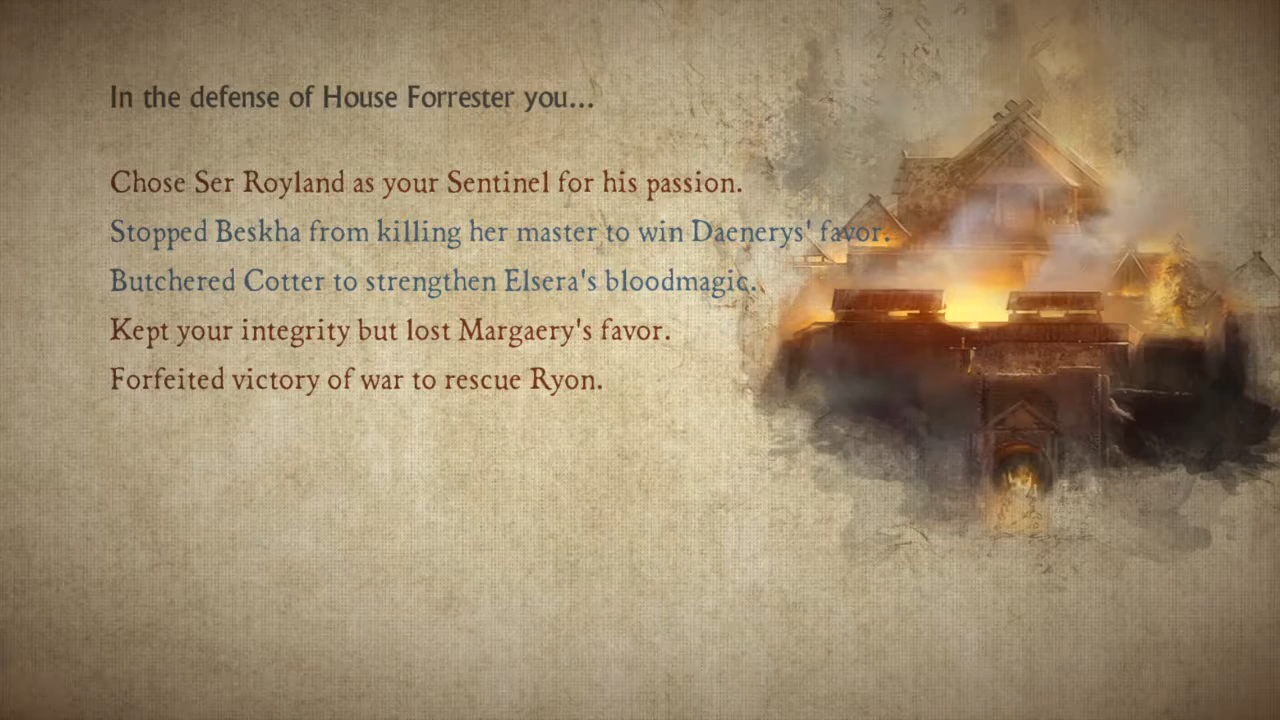 In the defense of House Forrester you...
Chose Ser Royland as your Sentinel for his passion.
Stopped Beskha from killing her master to win Daenerys' favor.
Butchered Cotter to strengthen Elsera's bloodmagic.
Kept your integrity but lost Margaery's favor.
Forfeited victory of war to rescue Ryon.